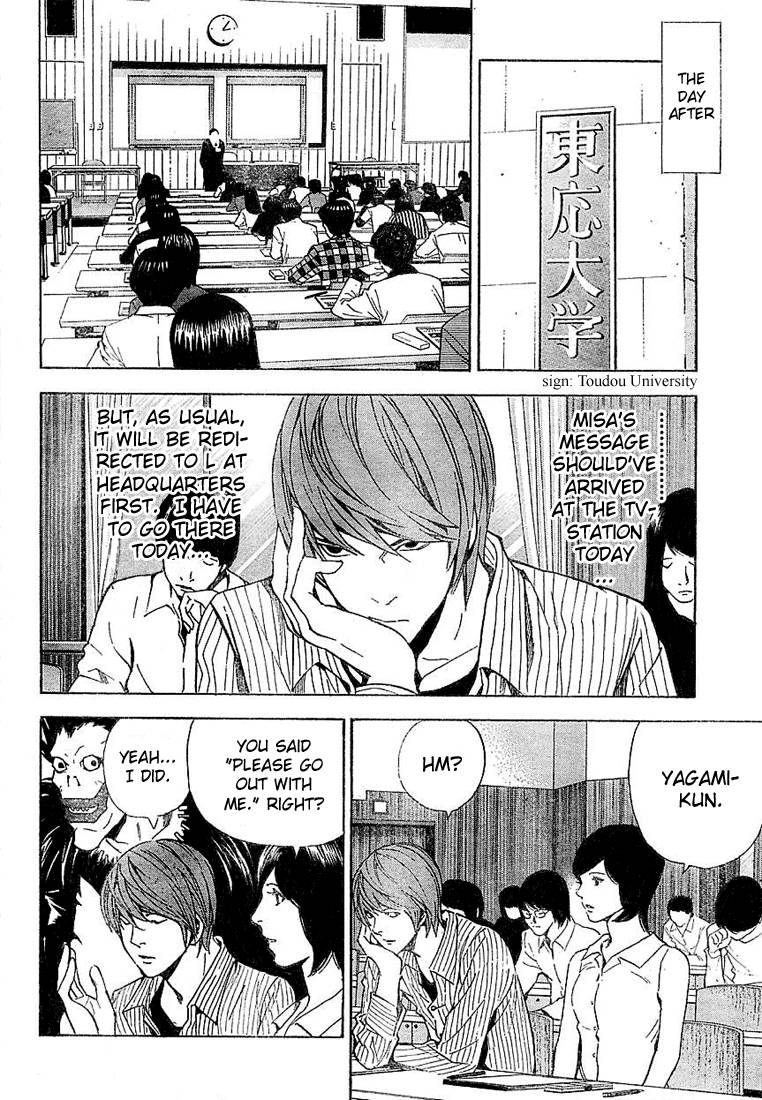 THE
DAY
AFTER
東応大学
sign: Toudou University
MISA'S
MESSAGE
SHOULD'VE
ARRIVED
AT THE TV-
STATION
TODAY
...
BUT, AS USUAL,
IT WILL BE REDI-
RECTED TO L AT
HEADQUARTERS
FIRST. I HAVE
TO GO THERE
TODAY...
YAGAMI-
KUN.
HM?
YOU SAID
"PLEASE GO
OUT WITH
ME." RIGHT?
YEAH...
I DID.